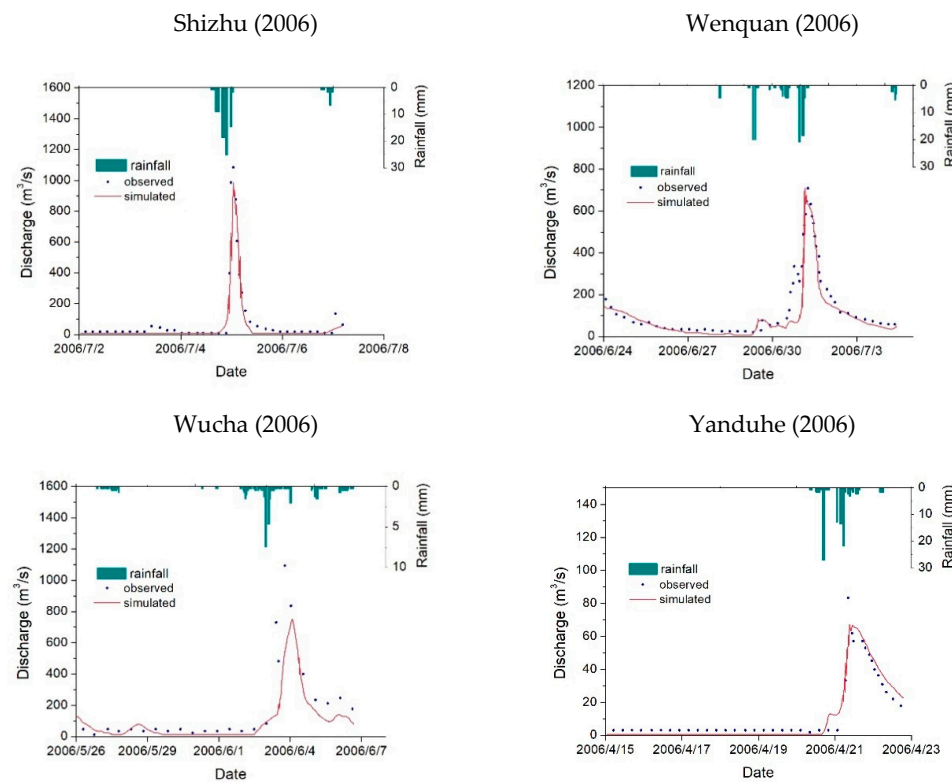 Shizhu (2006)
1600
1400
1200
1000
800
600
400
200
0
Discharge (m³/s)
0
10
20
30
Rainfall (mm)
rainfall
observed
simulated
2006/7/2 2006/7/4 2006/7/6 2006/7/8
Date
Wenquan (2006)
1200
1000
800
600
400
200
0
Discharge (m³/s)
0
10
20
30
Rainfall (mm)
rainfall
observed
simulated
2006/6/24 2006/6/27 2006/6/30 2006/7/3
Date
Wucha (2006)
1600
1400
1200
1000
800
600
400
200
0
Discharge (m³/s)
0
5
10
Rainfall (mm)
rainfall
observed
simulated
2006/5/26 2006/5/29 2006/6/1 2006/6/4 2006/6/7
Date
Yanduhe (2006)
140
120
100
80
60
40
20
0
Discharge (m³/s)
0
10
20
30
Rainfall (mm)
rainfall
observed
simulated
2006/4/15 2006/4/17 2006/4/19 2006/4/21 2006/4/23
Date